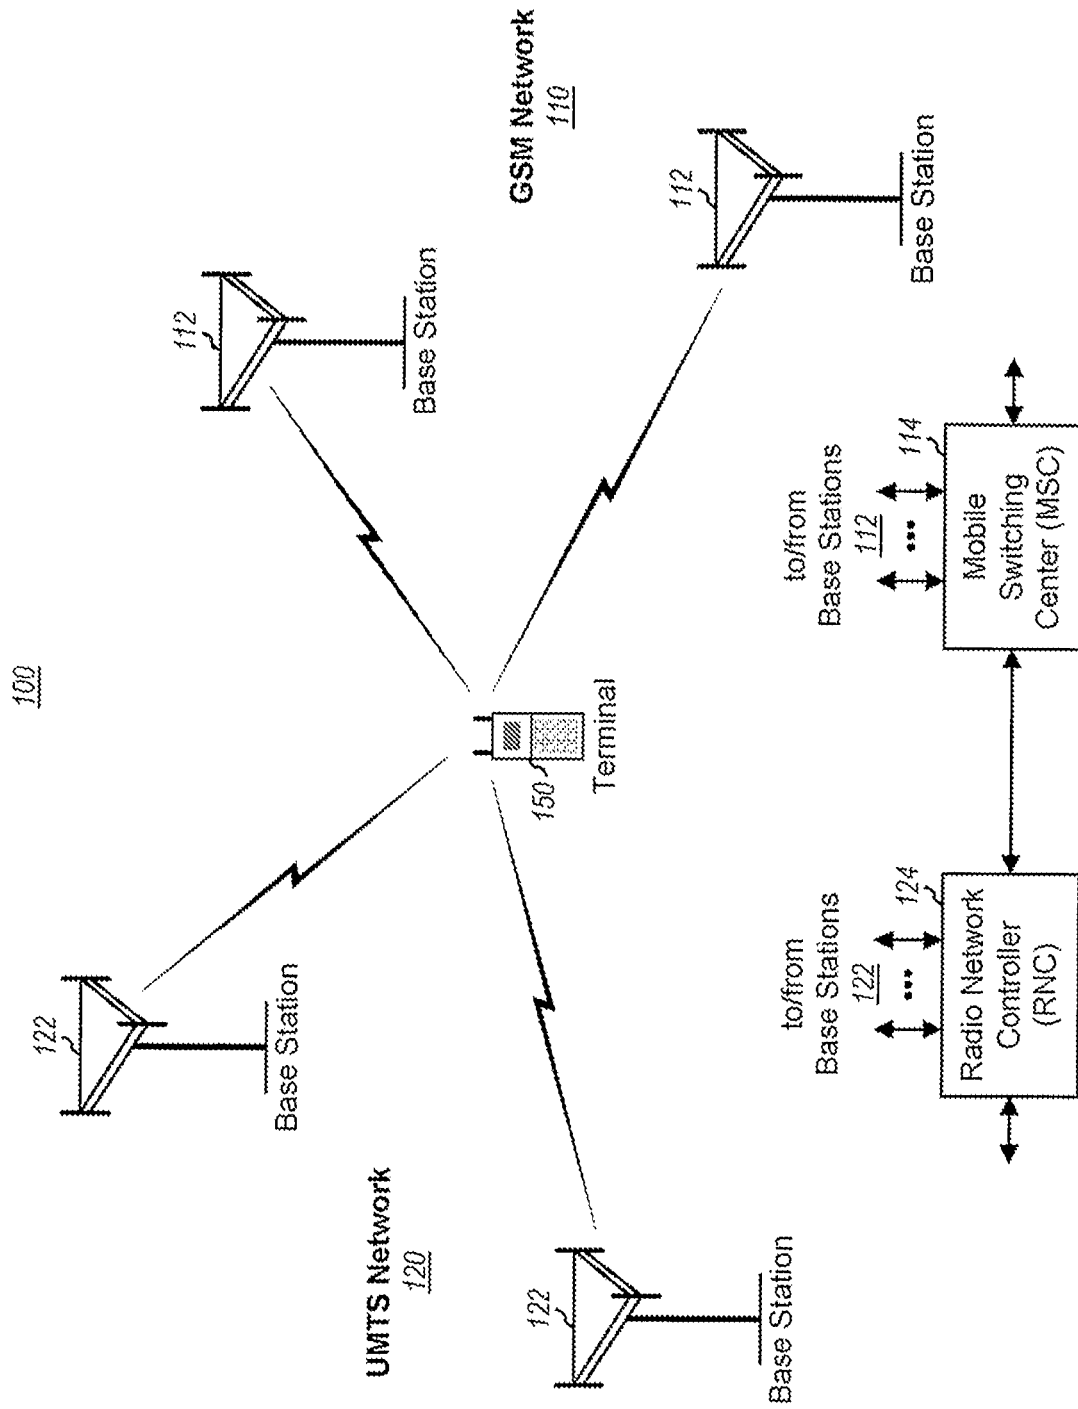 100
122
Base Station
112
Base Station
UMTS Network
120
GSM Network
110
122
Base Station
150
Terminal
112
Base Station
to/from
Base Stations
122
•••
124
Radio Network
Controller
(RNC)
to/from
Base Stations
112
•••
114
Mobile
Switching
Center (MSC)